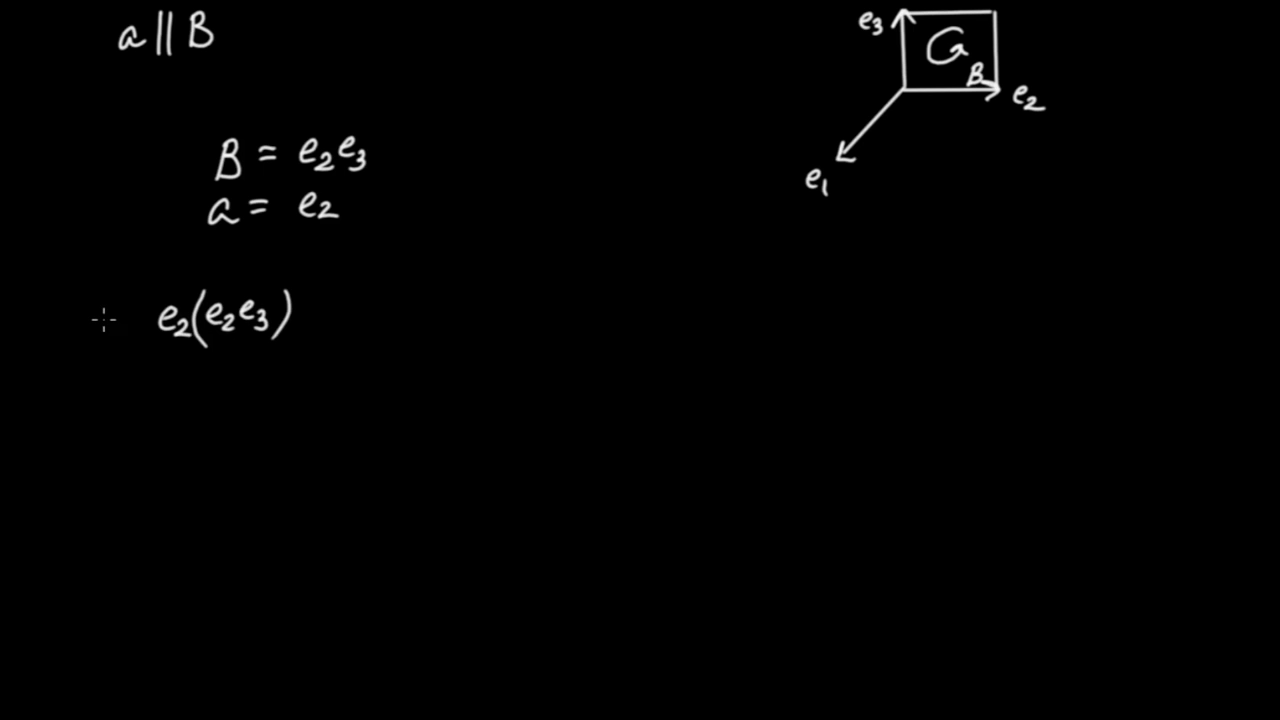 a || B
e₃
B
e₂
e₁
B = e₂e₃
a = e₂
e₂(e₂e₃)